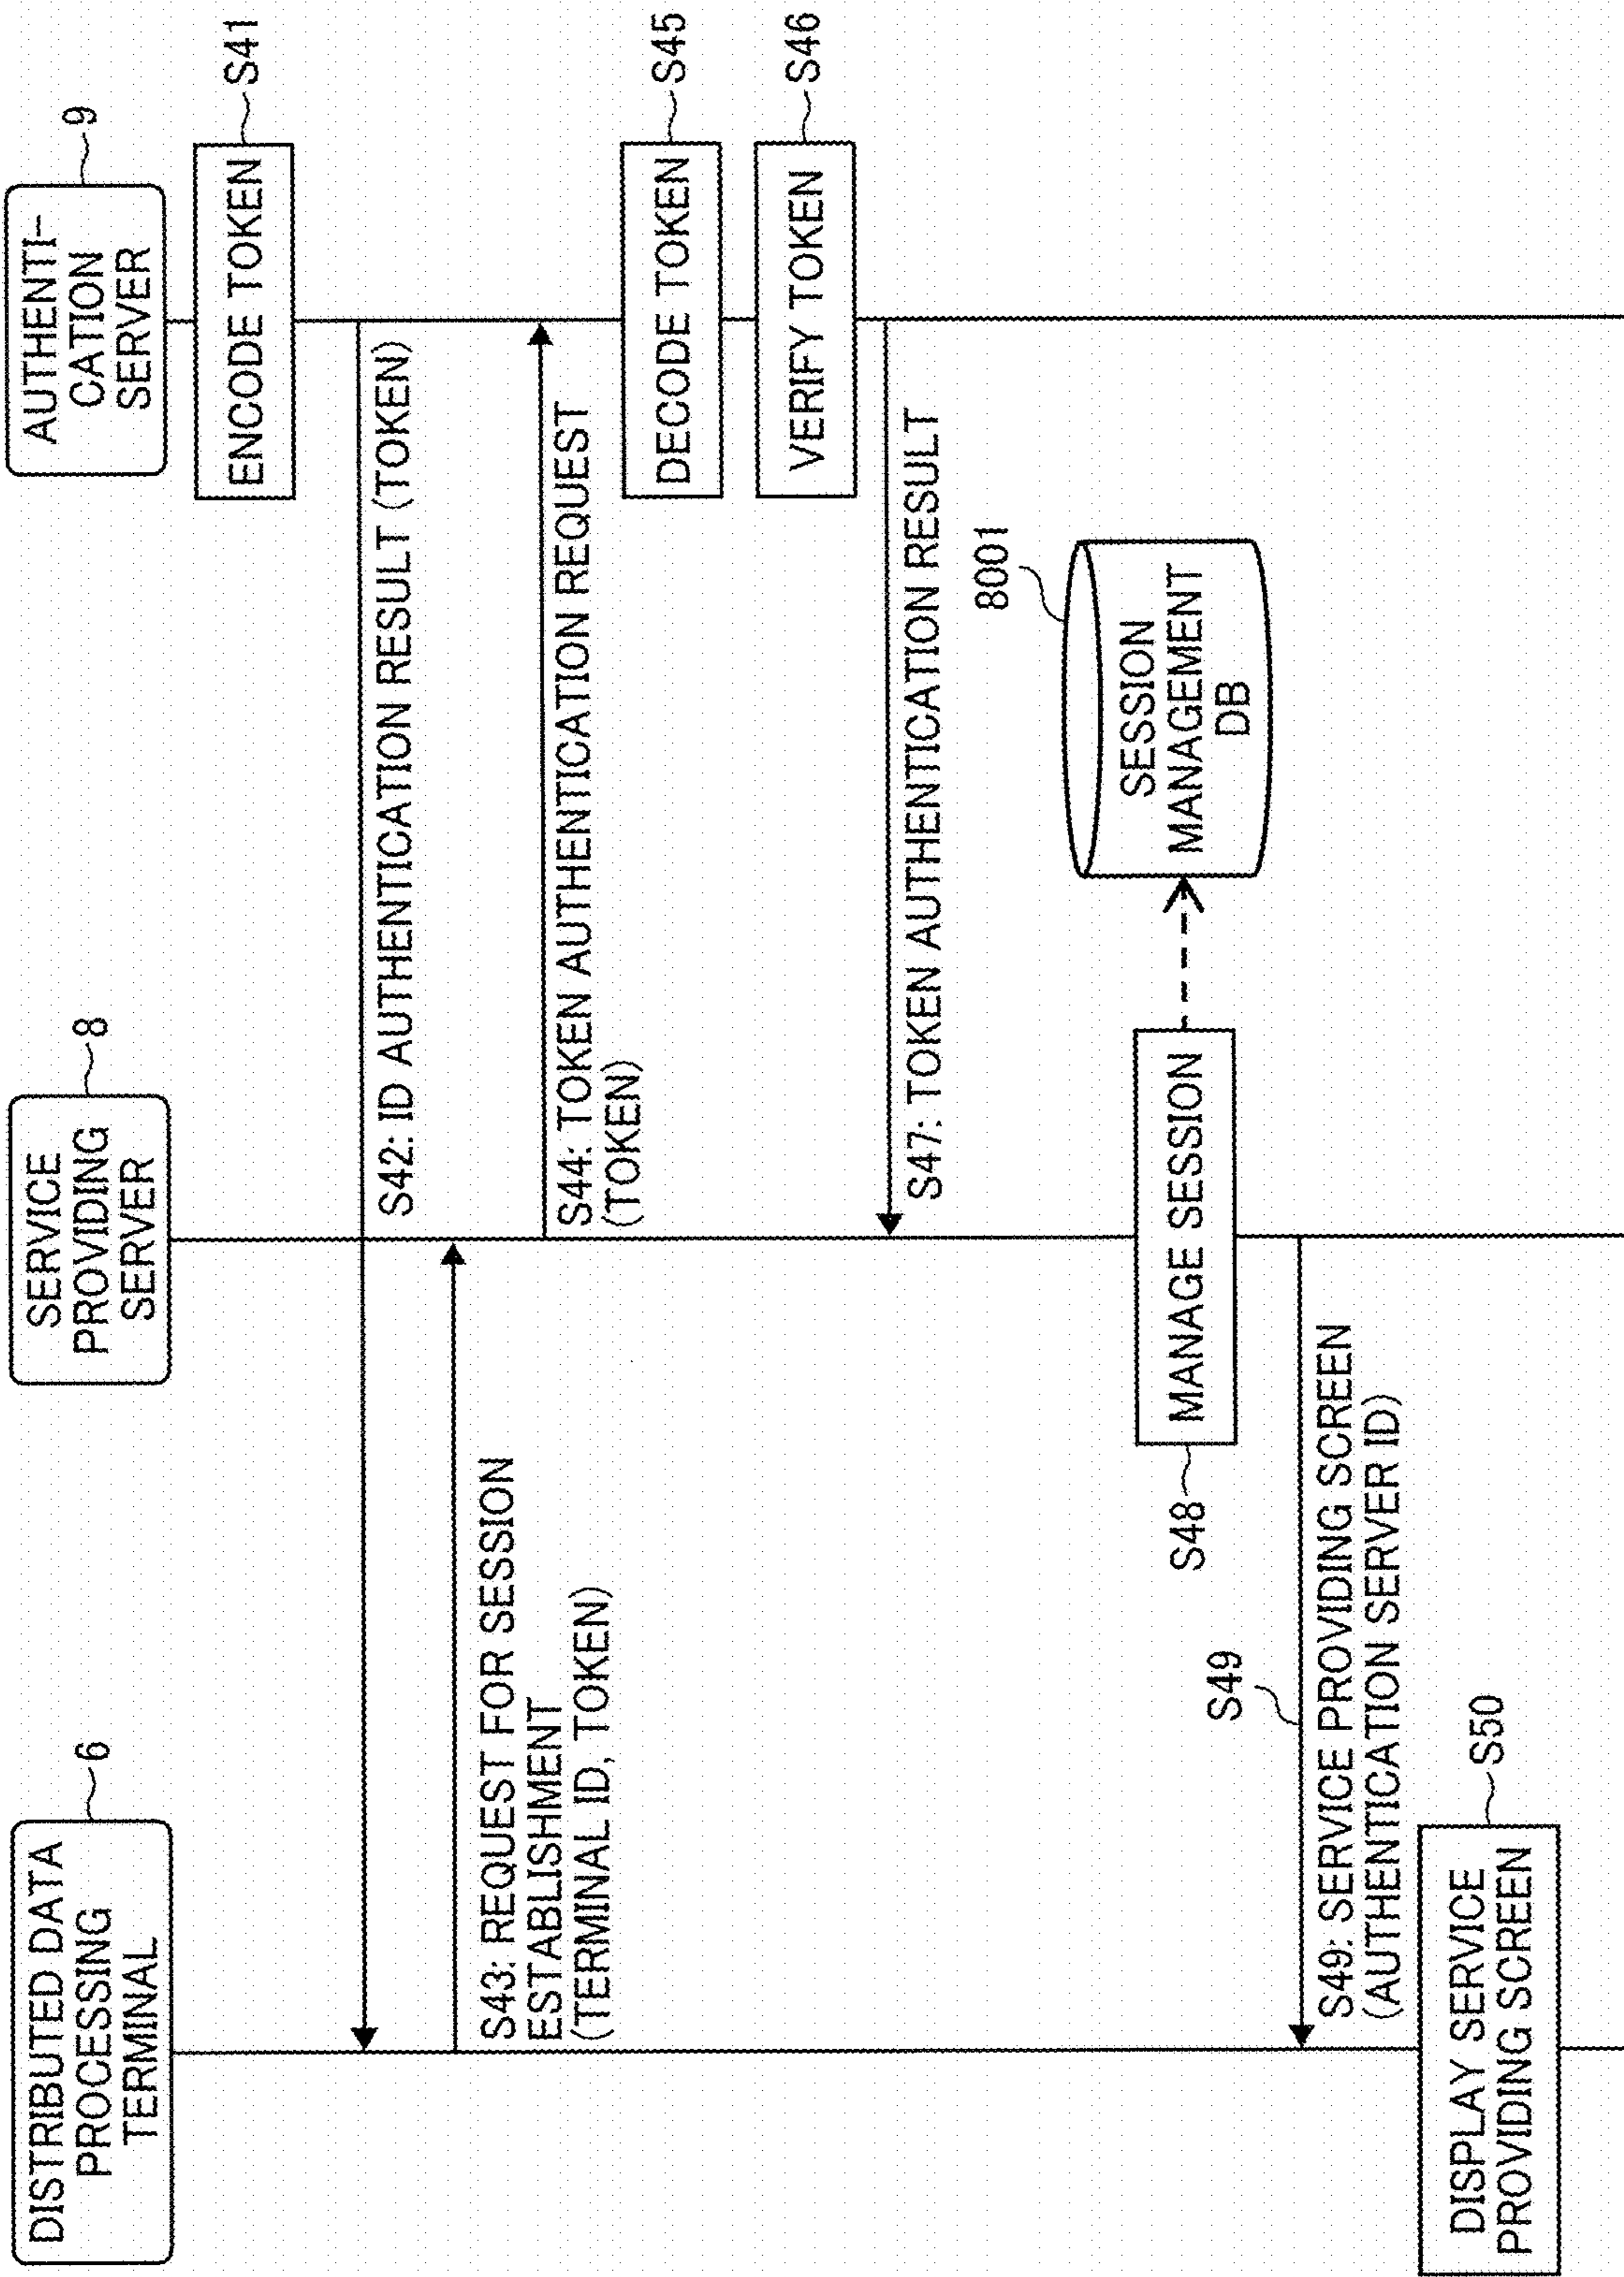 DISTRIBUTED DATA
PROCESSING
TERMINAL
6
SERVICE
PROVIDING
SERVER
8
AUTHENTI-
CATION
SERVER
9
ENCODE TOKEN
S41
S42: ID AUTHENTICATION RESULT (TOKEN)
S43: REQUEST FOR SESSION
ESTABLISHMENT
(TERMINAL ID, TOKEN)
S44: TOKEN AUTHENTICATION REQUEST
(TOKEN)
DECODE TOKEN
S45
VERIFY TOKEN
S46
S47: TOKEN AUTHENTICATION RESULT
8001
SESSION
MANAGEMENT
DB
S48
MANAGE SESSION
S49
S49: SERVICE PROVIDING SCREEN
(AUTHENTICATION SERVER ID)
DISPLAY SERVICE
PROVIDING SCREEN
S50